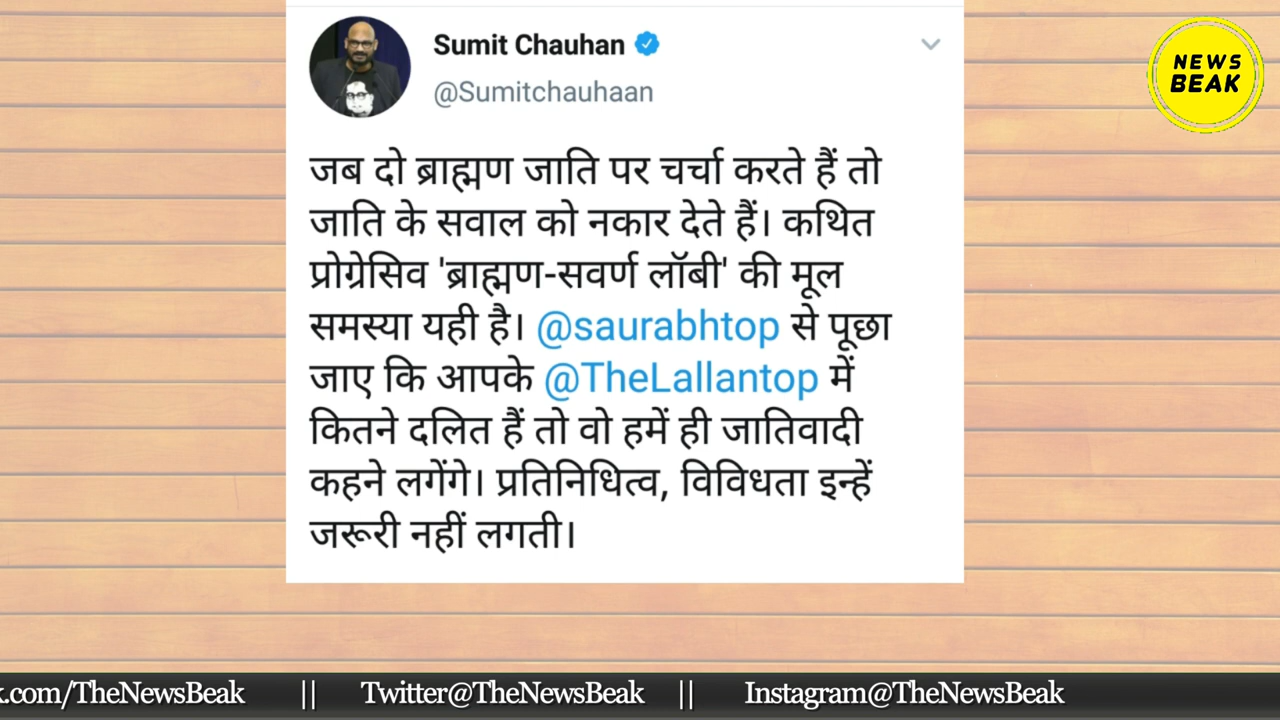 Sumit Chauhan
@Sumitchauhaan
NEWS
BEAK
जब दो ब्राह्मण जाति पर चर्चा करते हैं तो
जाति के सवाल को नकार देते हैं। कथित
प्रोग्रेसिव 'ब्राह्मण-सवर्ण लॉबी' की मूल
समस्या यही है। @saurabhtop से पूछा
जाए कि आपके @TheLallantop में
कितने दलित हैं तो वो हमें ही जातिवादी
कहने लगेंगे। प्रतिनिधित्व, विविधता इन्हें
जरूरी नहीं लगती।
k.com/TheNewsBeak || Twitter@TheNewsBeak || Instagram@TheNewsBeak